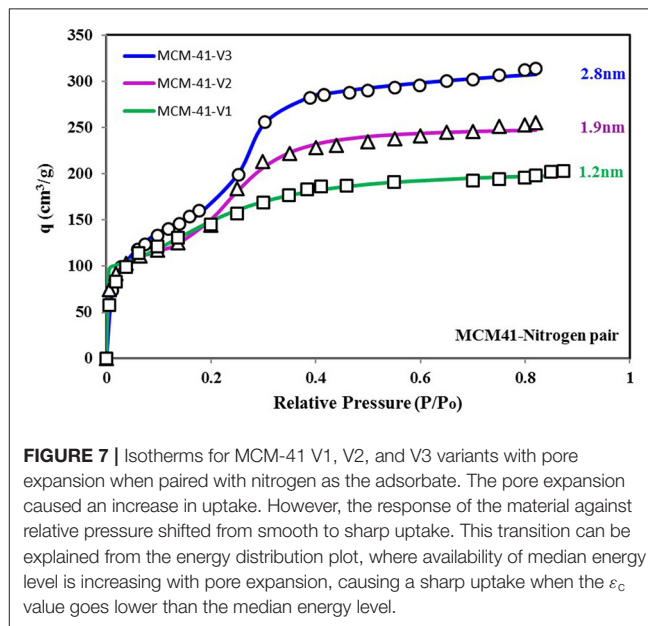 350
300
250
200
150
100
50
0
q (cm³/g)
MCM-41-V3
MCM-41-V2
MCM-41-V1
2.8nm
1.9nm
1.2nm
MCM41-Nitrogen pair
0 0.2 0.4 0.6 0.8 1
Relative Pressure (P/Po)
FIGURE 7 | Isotherms for MCM-41 V1, V2, and V3 variants with pore
expansion when paired with nitrogen as the adsorbate. The pore expansion
caused an increase in uptake. However, the response of the material against
relative pressure shifted from smooth to sharp uptake. This transition can be
explained from the energy distribution plot, where availability of median energy
level is increasing with pore expansion, causing a sharp uptake when the εc
value goes lower than the median energy level.